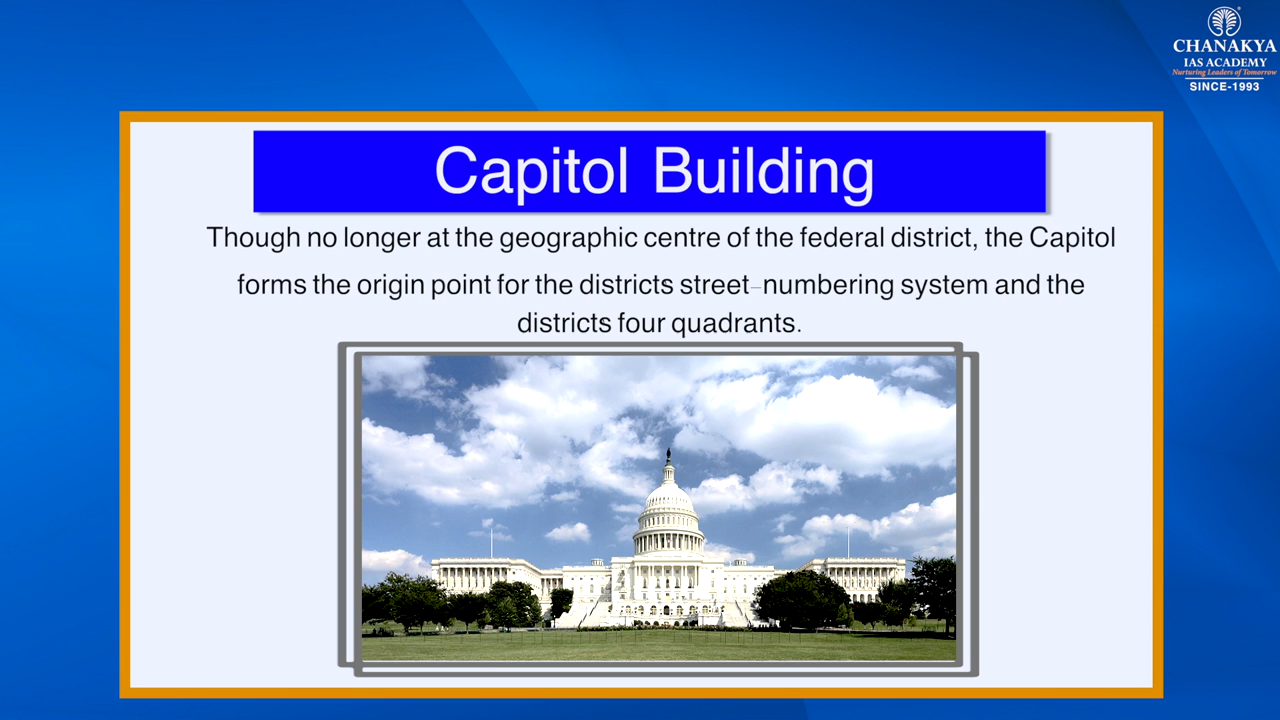 CHANAKYA
IAS ACADEMY
Nurturing Leaders of Tomorrow
SINCE-1993
Capitol Building
Though no longer at the geographic centre of the federal district, the Capitol
forms the origin point for the districts street-numbering system and the
districts four quadrants.